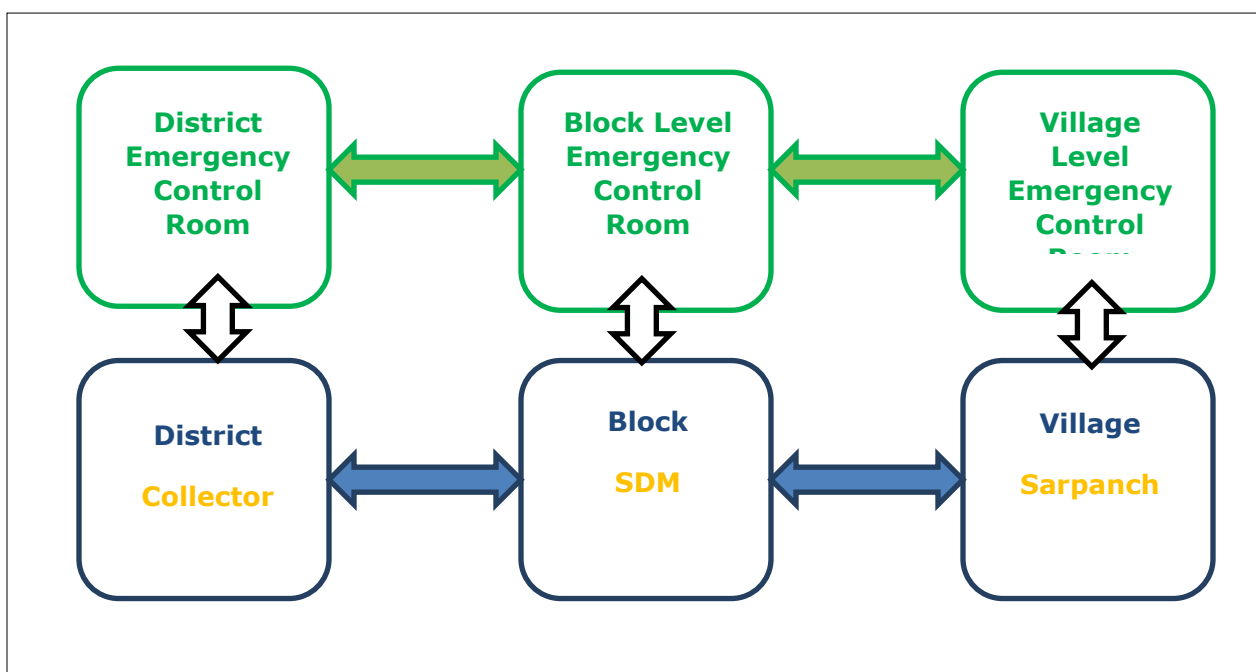 District
Emergency
Control
Room
Block Level
Emergency
Control
Room
Village
Level
Emergency
Control
Room
District
Collector
Block
SDM
Village
Sarpanch